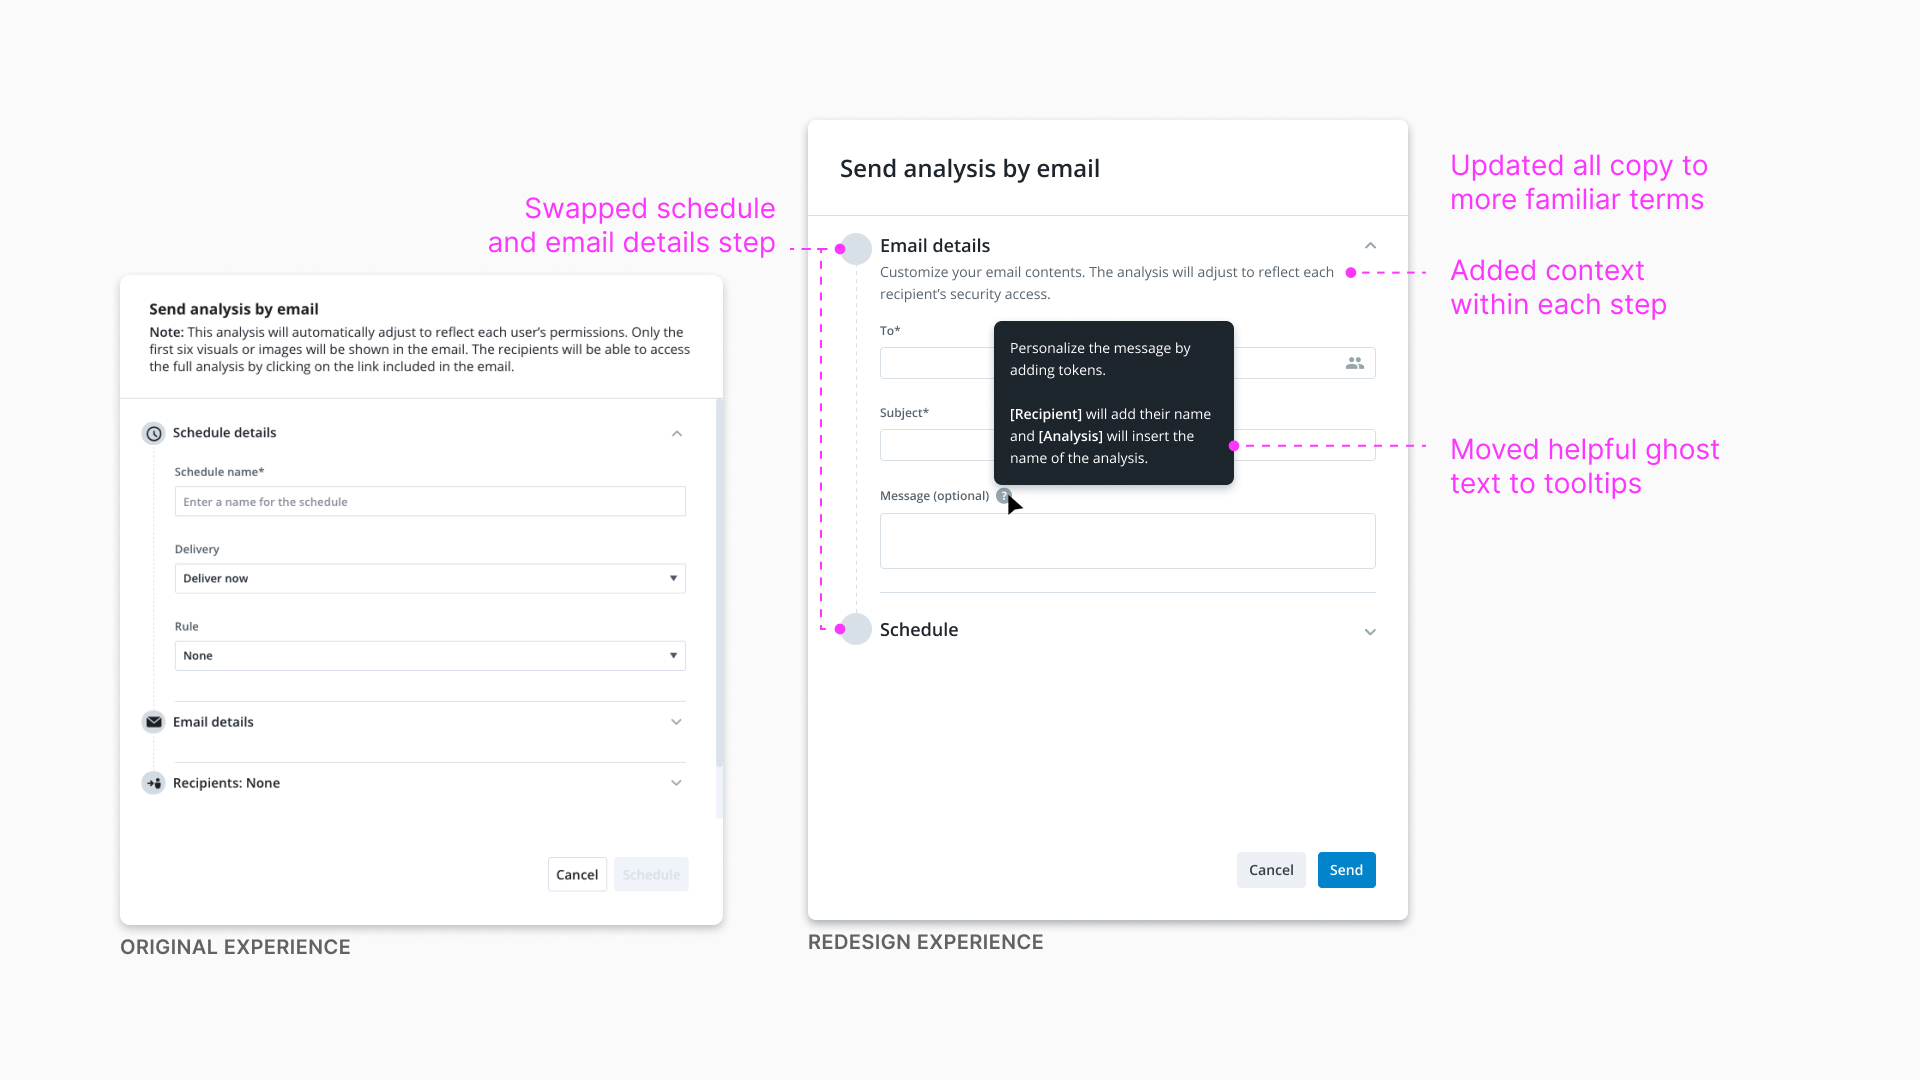 Swapped schedule
and email details step
Send analysis by email
Note: This analysis will automatically adjust to reflect each user’s permissions. Only the
first six visuals or images will be shown in the email. The recipients will be able to access
the full analysis by clicking on the link included in the email.
Schedule details
Schedule name*
Enter a name for the schedule
Delivery
Deliver now
Rule
None
Email details
Recipients: None
Cancel
Schedule
ORIGINAL EXPERIENCE
Send analysis by email
Email details
Customize your email contents. The analysis will adjust to reflect each
recipient’s security access.
To*
Personalize the message by
adding tokens.
[Recipient] will add their name
and [Analysis] will insert the
name of the analysis.
Subject*
Message (optional)
?
Schedule
Cancel
Send
REDESIGN EXPERIENCE
Updated all copy to
more familiar terms
Added context
within each step
Moved helpful ghost
text to tooltips